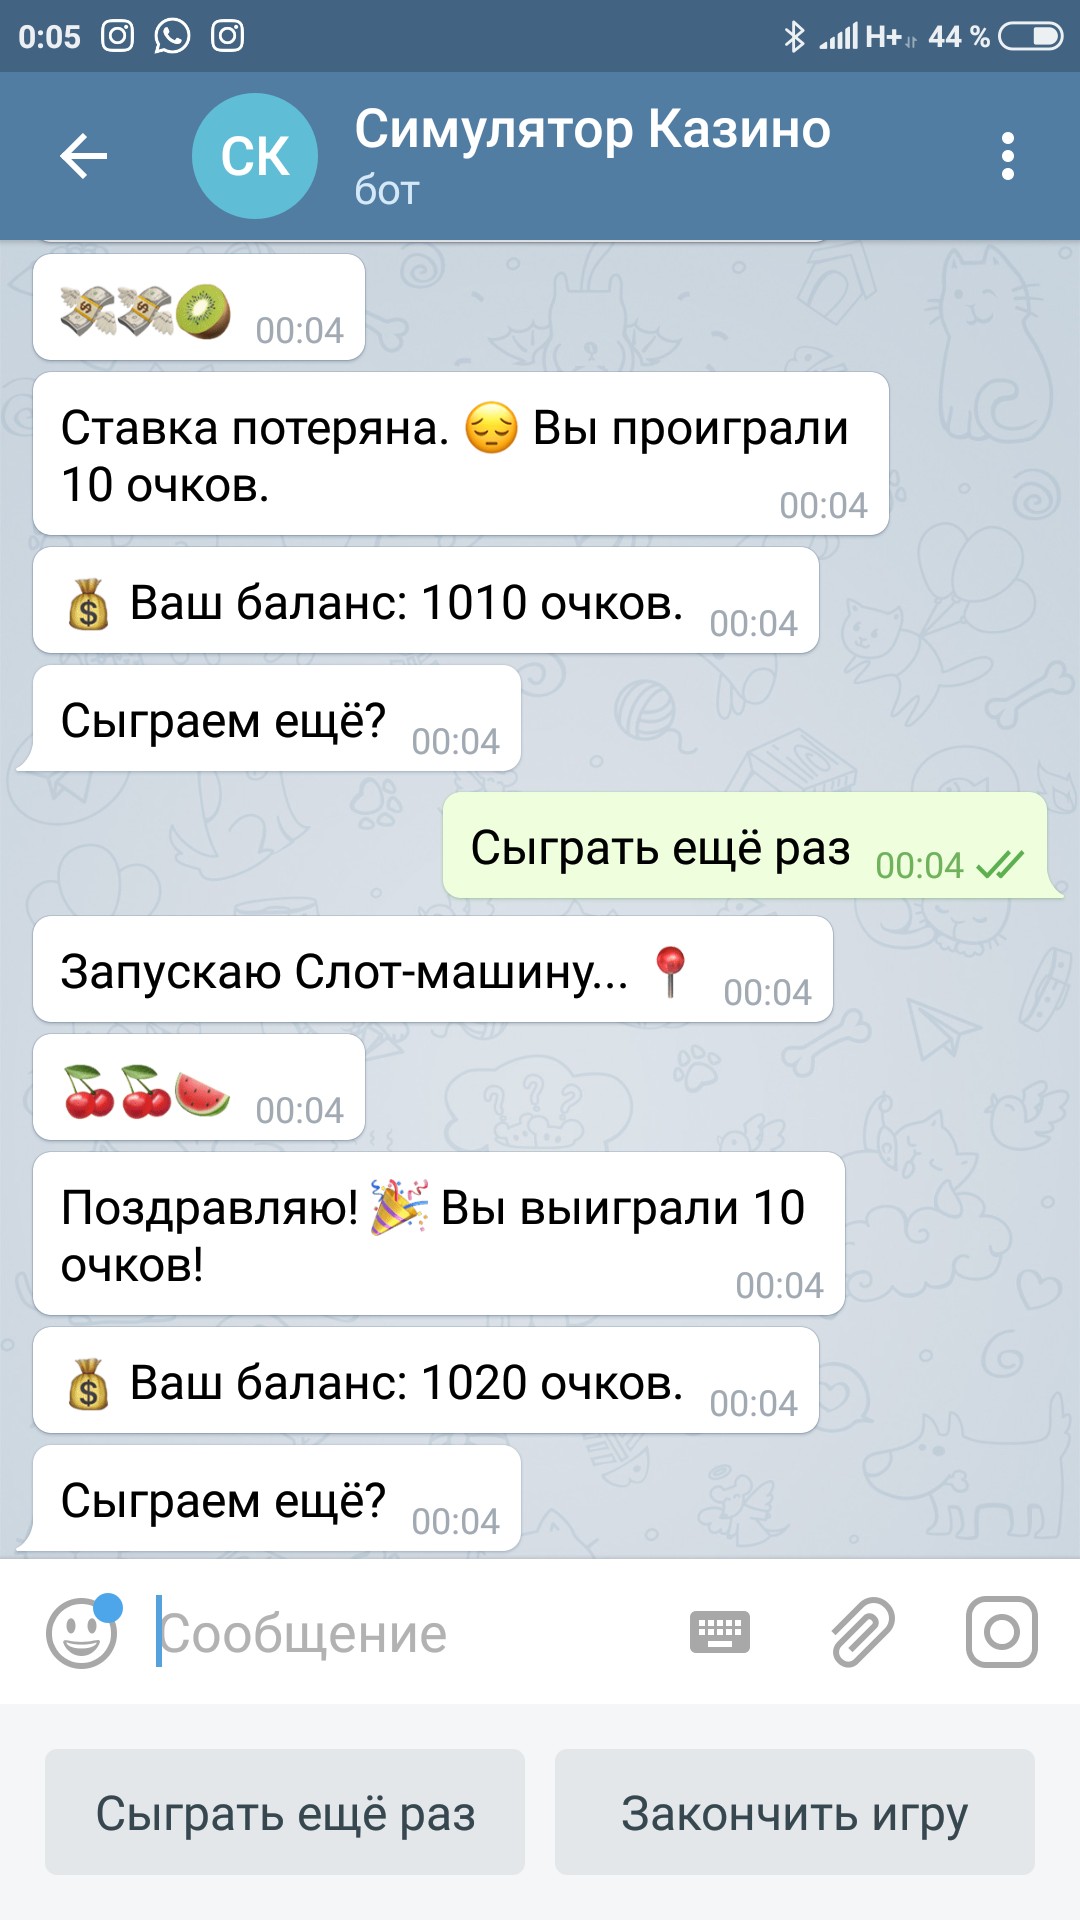 0:05
H+ 44 %
СК
Симулятор Казино
бот
💸💸🥝 00:04
Ставка потеряна. 😔 Вы проиграли
10 очков.
00:04
💰 Ваш баланс: 1010 очков. 00:04
Сыграем ещё? 00:04
Сыграть ещё раз 00:04
Запускаю Слот-машину... 📍 00:04
🍒🍒🍉 00:04
Поздравляю!🎉 Вы выиграли 10
очков!
00:04
💰 Ваш баланс: 1020 очков. 00:04
Сыграем ещё? 00:04
Сообщение
Сыграть ещё раз
Закончить игру